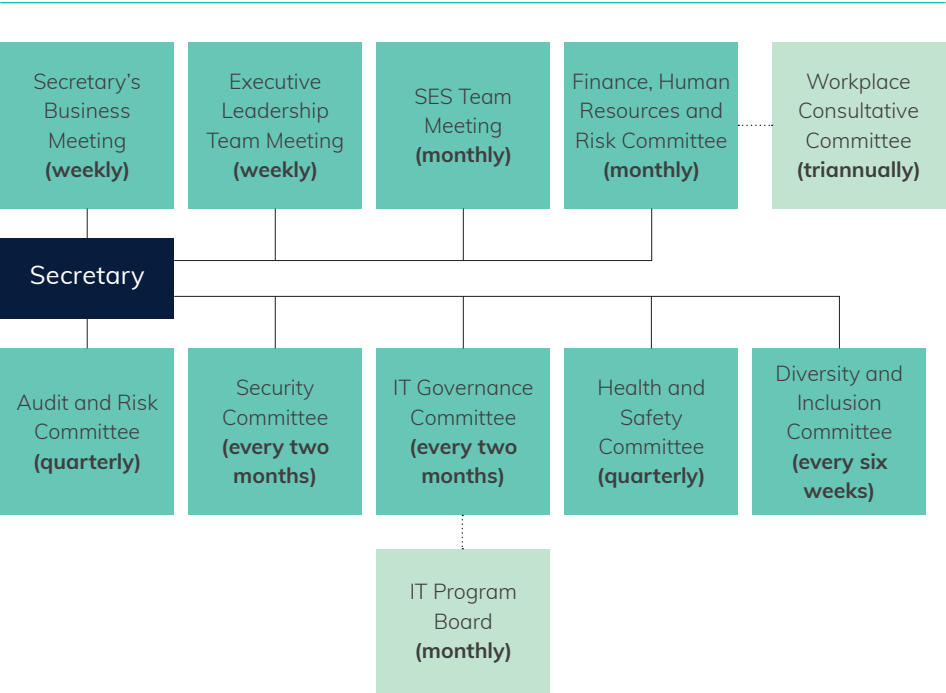 Secretary’s
Business
Meeting
(weekly)
Executive
Leadership
Team Meeting
(weekly)
SES Team
Meeting
(monthly)
Finance, Human
Resources and
Risk Committee
(monthly)
Workplace
Consultative
Committee
(triannually)
Secretary
Audit and Risk
Committee
(quarterly)
Security
Committee
(every two
months)
IT Governance
Committee
(every two
months)
Health and
Safety
Committee
(quarterly)
Diversity and
Inclusion
Committee
(every six
weeks)
IT Program
Board
(monthly)